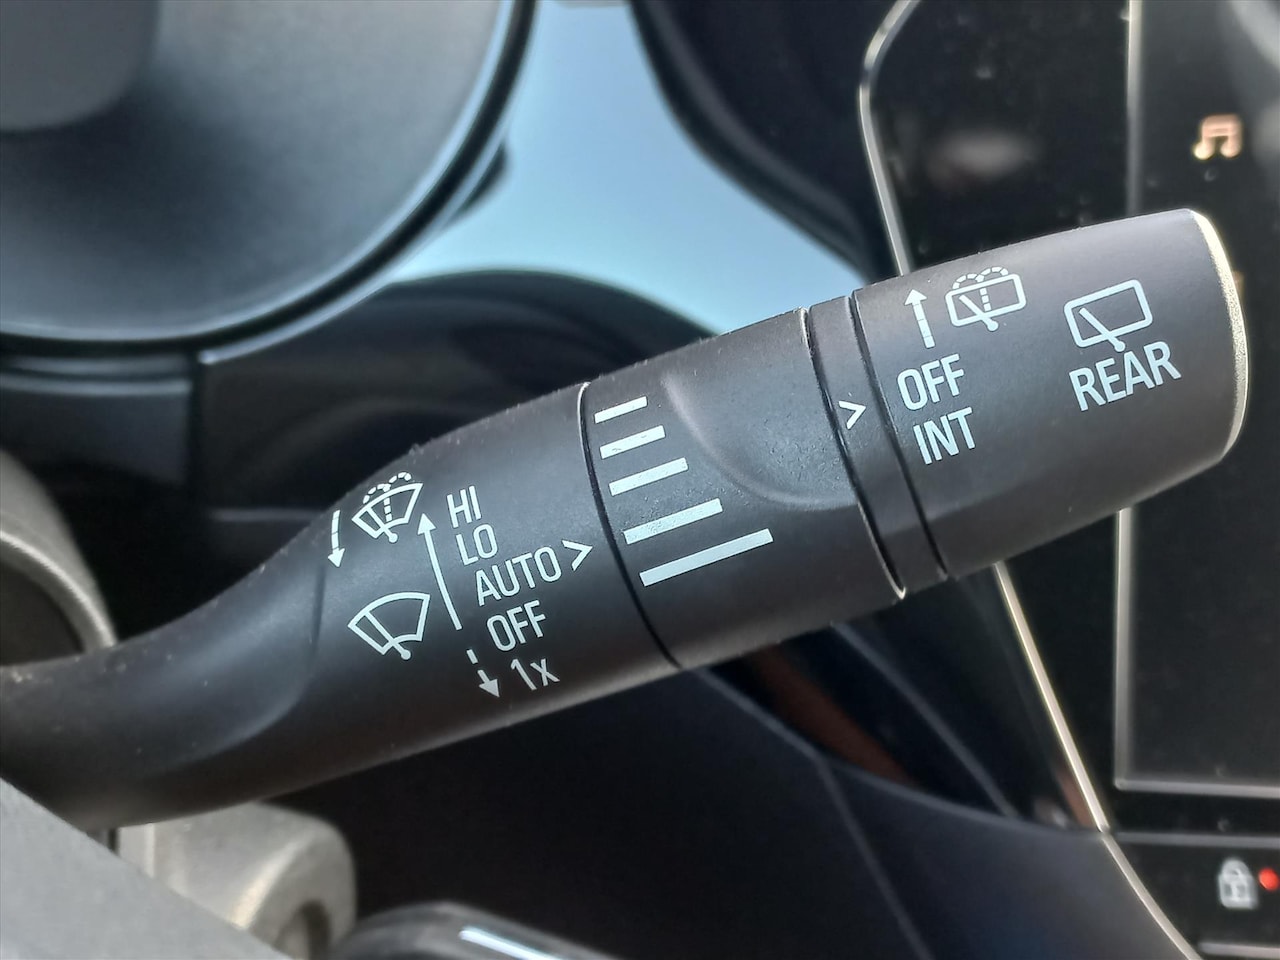 HI
LO
AUTO >
OFF
1x
>
OFF
INT
REAR